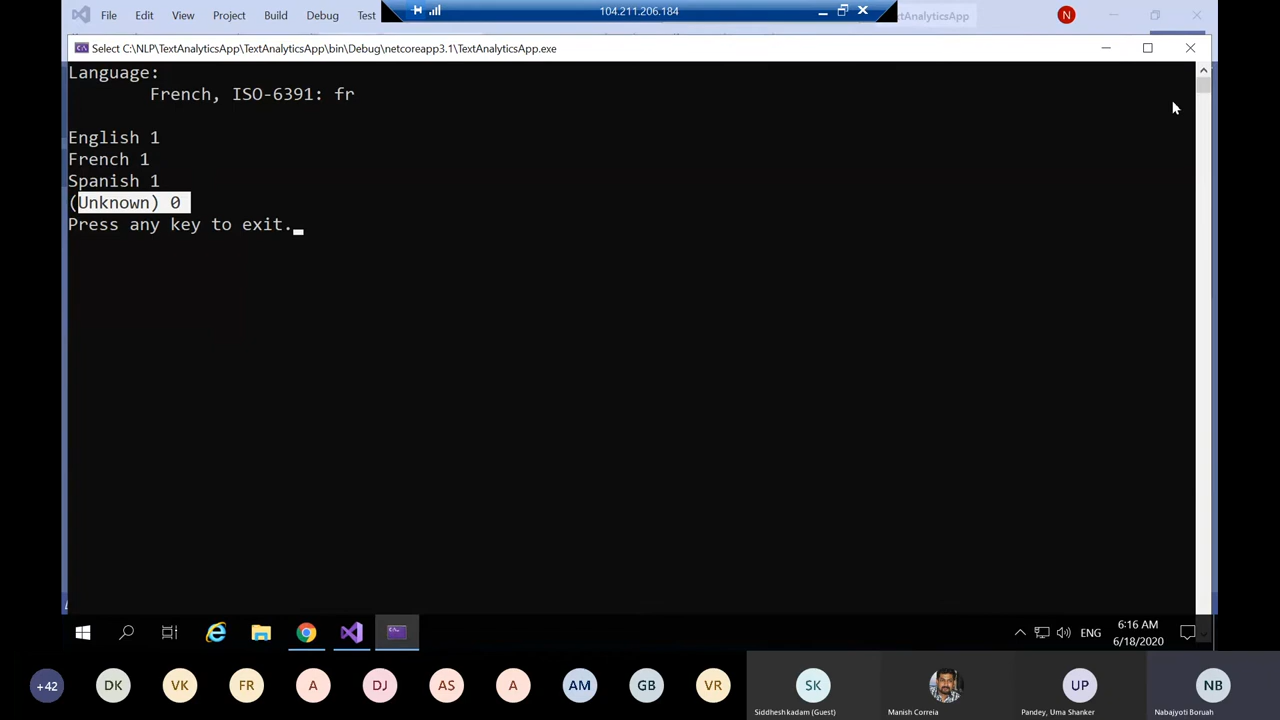 File Edit View Project Build Debug Test
104.211.206.184
xtAnalyticsApp
N
Select C:\NLP\TextAnalyticsApp\TextAnalyticsApp\bin\Debug\netcoreapp3.1\TextAnalyticsApp.exe
Language:
French, ISO-6391: fr
English 1
French 1
Spanish 1
(Unknown) 0
Press any key to exit.
ENG
6:16 AM
6/18/2020
+42 DK VK FR A DJ AS A AM GB VR SK UP NB
Siddhesh kadam (Guest) Manish Correia Pandey, Uma Shanker Nabajyoti Boruah